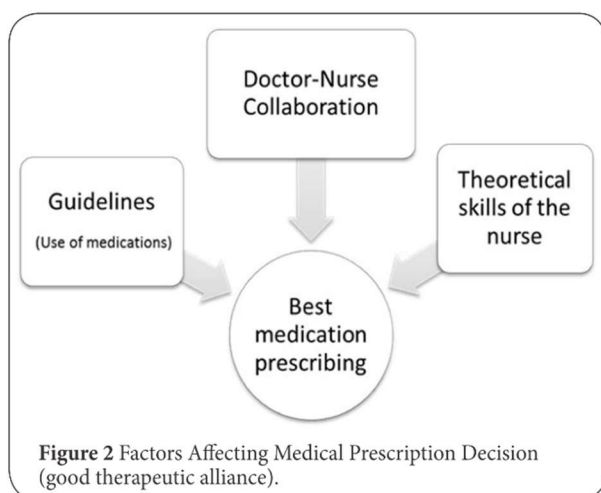 Doctor-Nurse
Collaboration
Guidelines
(Use of medications)
Theoretical
skills of the
nurse
Best
medication
prescribing
Figure 2 Factors Affecting Medical Prescription Decision
(good therapeutic alliance).